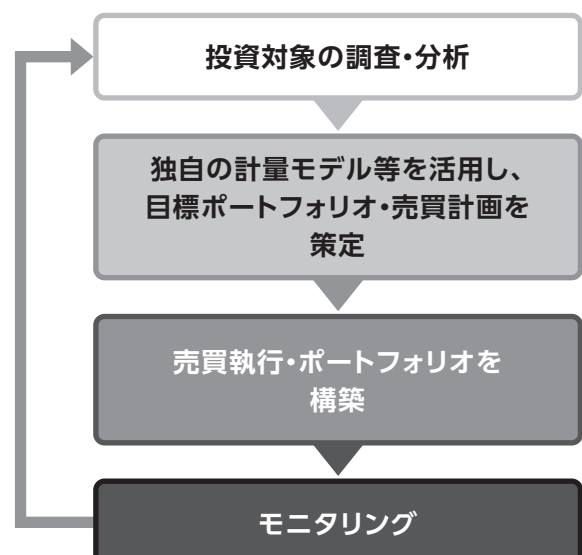 投資対象の調査・分析
独自の計量モデル等を活用し、
目標ポートフォリオ・売買計画を
策定
売買執行・ポートフォリオを
構築
モニタリング